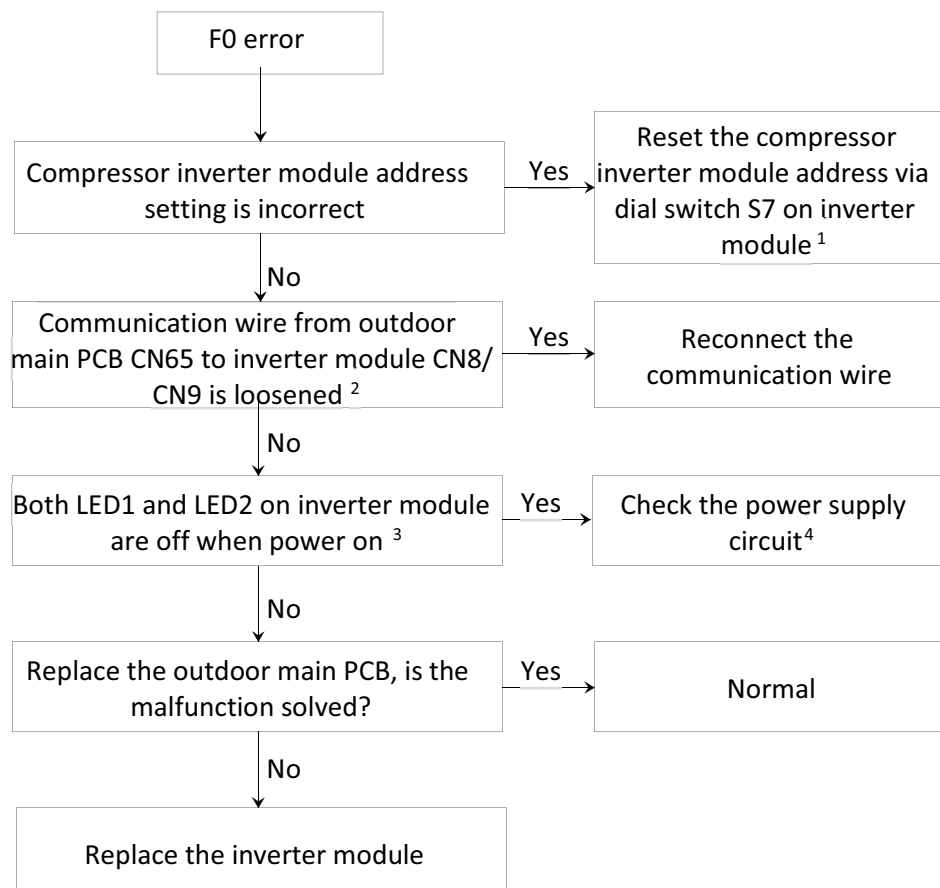 F0 error
Compressor inverter module address
setting is incorrect
Yes
Reset the compressor
inverter module address via
dial switch S7 on inverter
module 1
No
Communication wire from outdoor
main PCB CN65 to inverter module CN8/
CN9 is loosened 2
Yes
Reconnect the
communication wire
No
Both LED1 and LED2 on inverter module
are off when power on 3
Yes
Check the power supply
circuit4
No
Replace the outdoor main PCB, is the
malfunction solved?
Yes
Normal
No
Replace the inverter module